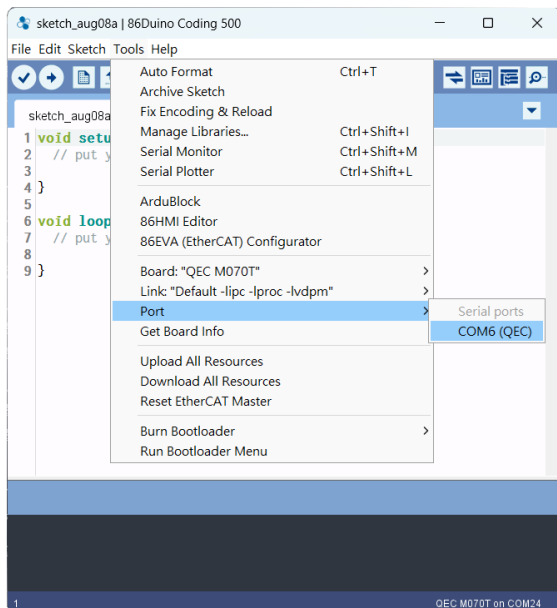 sketch_aug08a | 86Duino Coding 500
File Edit Sketch Tools Help
sketch_aug08a
1 void setu
2 // put y
3
4 }
5
6 void loop
7 // put y
8
9 }
Auto Format Ctrl+T
Archive Sketch
Fix Encoding & Reload
Manage Libraries... Ctrl+Shift+I
Serial Monitor Ctrl+Shift+M
Serial Plotter Ctrl+Shift+L
ArduBlock
86HMI Editor
86EVA (EtherCAT) Configurator
Board: "QEC M070T"
Link: "Default -lipc -lproc -lvdpm"
Port
Get Board Info
Upload All Resources
Download All Resources
Reset EtherCAT Master
Burn Bootloader
Run Bootloader Menu
Serial ports
COM6 (QEC)
1 QEC M070T on COM24